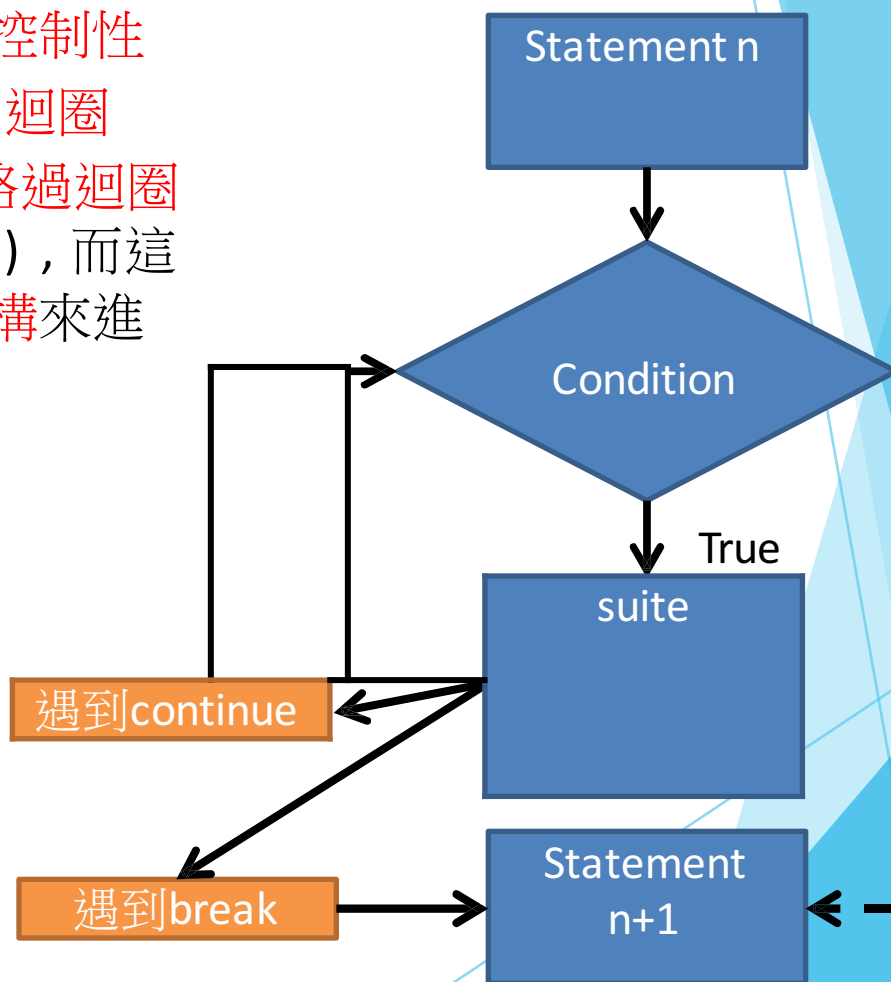 控制性
迴圈
過迴圈
) , 而這
構來進
Statement n
Condition
True
suite
遇到continue
遇到break
Statement
n+1